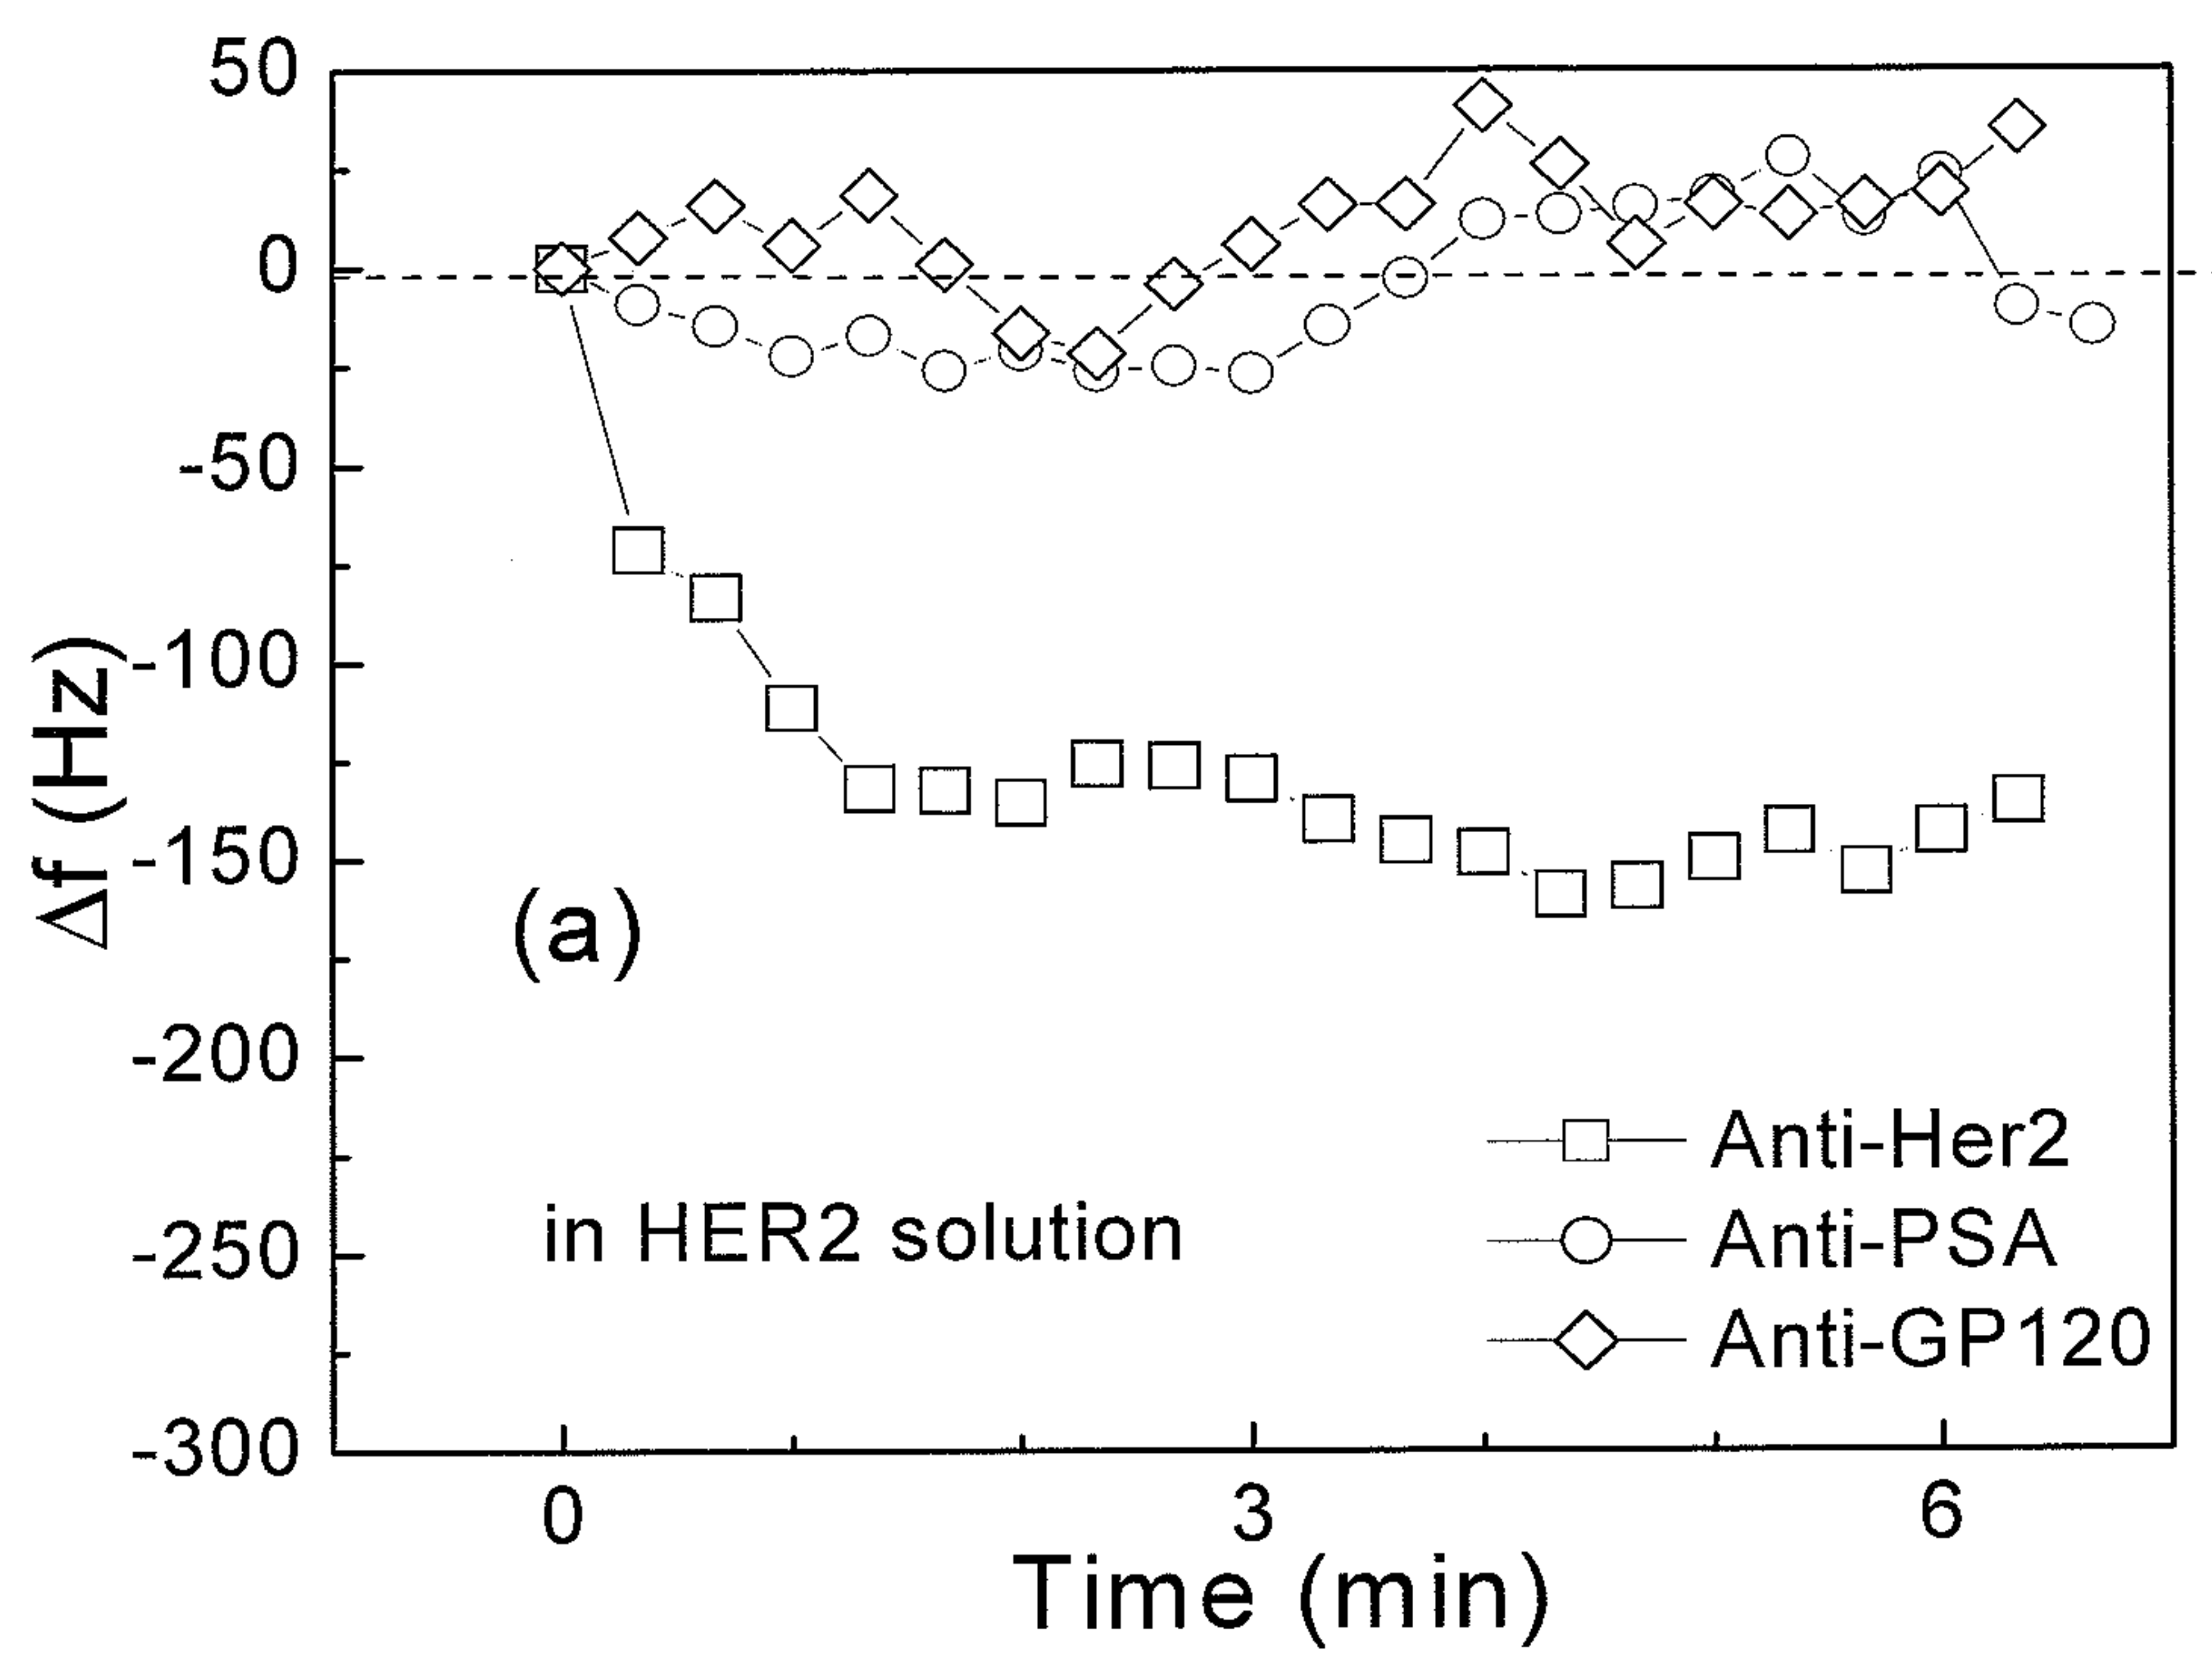 50
0
-50
-100
-150
-200
-250
-300
Δf (Hz)
(a)
in HER2 solution
Anti-Her2
Anti-PSA
Anti-GP120
0 3 6
Time (min)